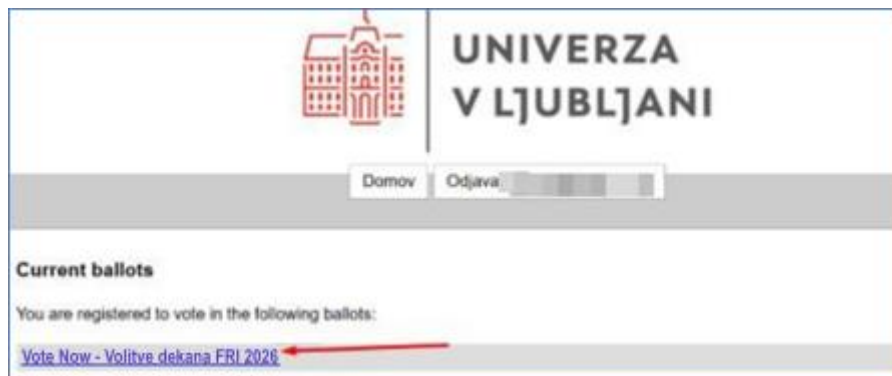 UNIVERZA
V LJUBLJANI
Domov Odjava
Current ballots
You are registered to vote in the following ballots:
Vote Now - Volitve dekana FRI 2026